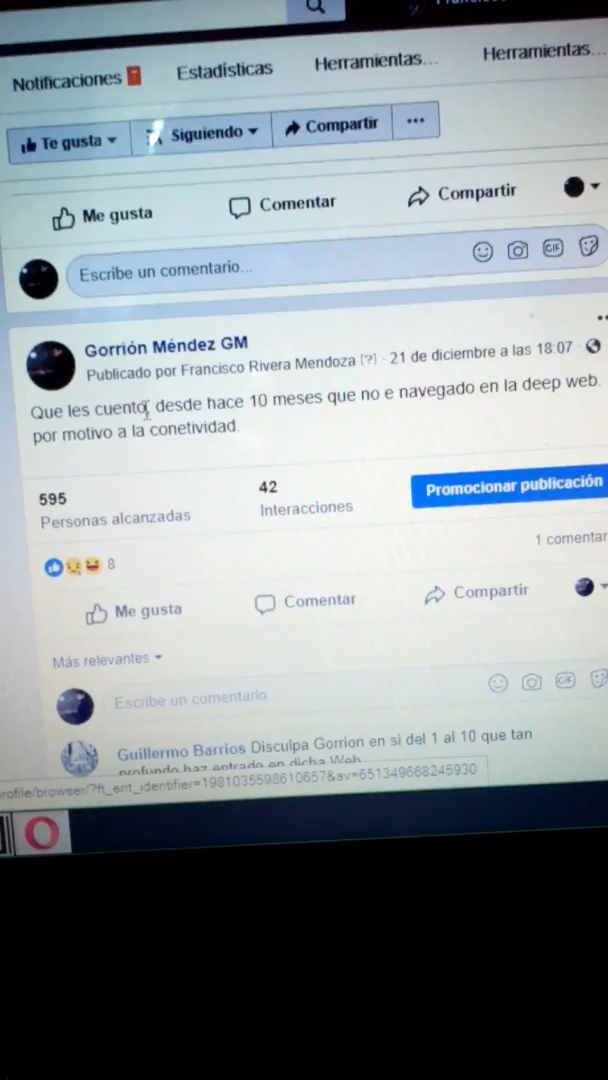 Notificaciones
Estadísticas
Herramientas...
Herramientas...
Te gusta
Siguiendo
Compartir
...
Me gusta
Comentar
Compartir
Escribe un comentario...
GIF
Gorrión Méndez GM
Publicado por Francisco Rivera Mendoza [?] · 21 de diciembre a las 18:07 ·
Que les cuento, desde hace 10 meses que no e navegado en la deep web.
por motivo a la conetividad.
595
Personas alcanzadas
42
Interacciones
Promocionar publicación
8
1 comentar
Me gusta
Comentar
Compartir
Más relevantes
Escribe un comentario...
GIF
Guillermo Barrios Disculpa Gorrion en si del 1 al 10 que tan
profundo haz entrado en dicha Web
rofile/browser/?ft_ent_identifier=1981035598610657&av=651349668245930